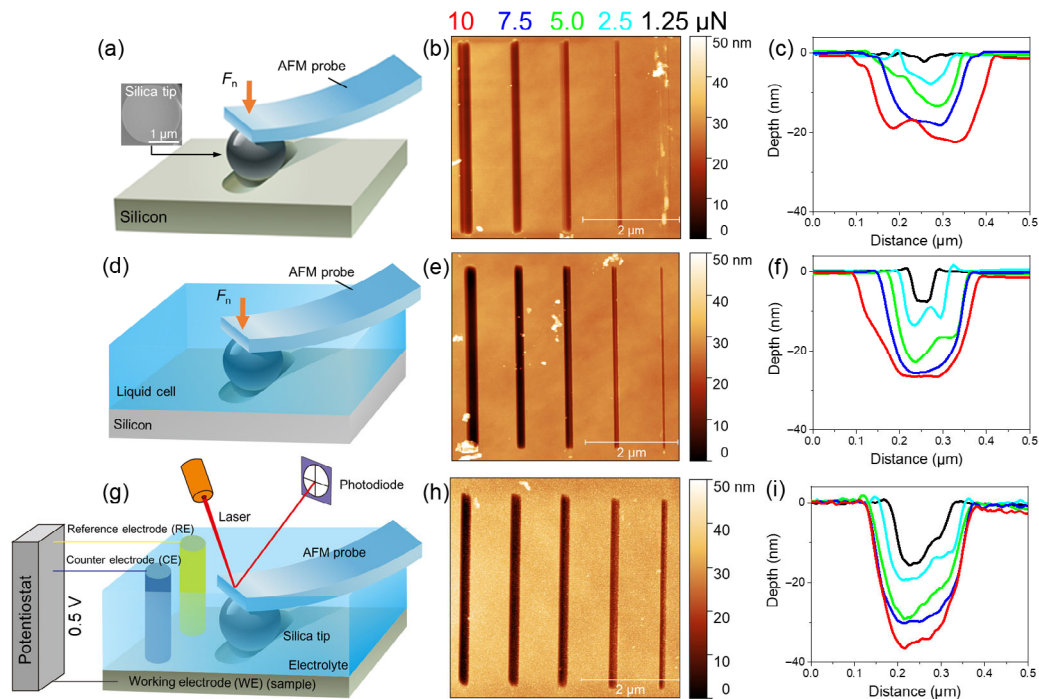 10 7.5 5.0 2.5 1.25 µN
(a)
AFM probe
Fn
Silica tip
1 µm
Silicon
(b)
2 µm
50 nm
40
30
20
10
0
(c)
Depth (nm)
0
−20
−40
0.0 0.1 0.2 0.3 0.4 0.5
Distance (µm)
(d)
AFM probe
Fn
Liquid cell
Silicon
(e)
2 µm
50 nm
40
30
20
10
0
(f)
Depth (nm)
0
−20
−40
0.0 0.1 0.2 0.3 0.4 0.5
Distance (µm)
(g)
Photodiode
Laser
Reference electrode (RE)
Counter electrode (CE)
AFM probe
Potentiostat
0.5 V
Silica tip
Electrolyte
Working electrode (WE) (sample)
(h)
2 µm
50 nm
40
30
20
10
0
(i)
Depth (nm)
0
−20
−40
0.0 0.1 0.2 0.3 0.4 0.5
Distance (µm)